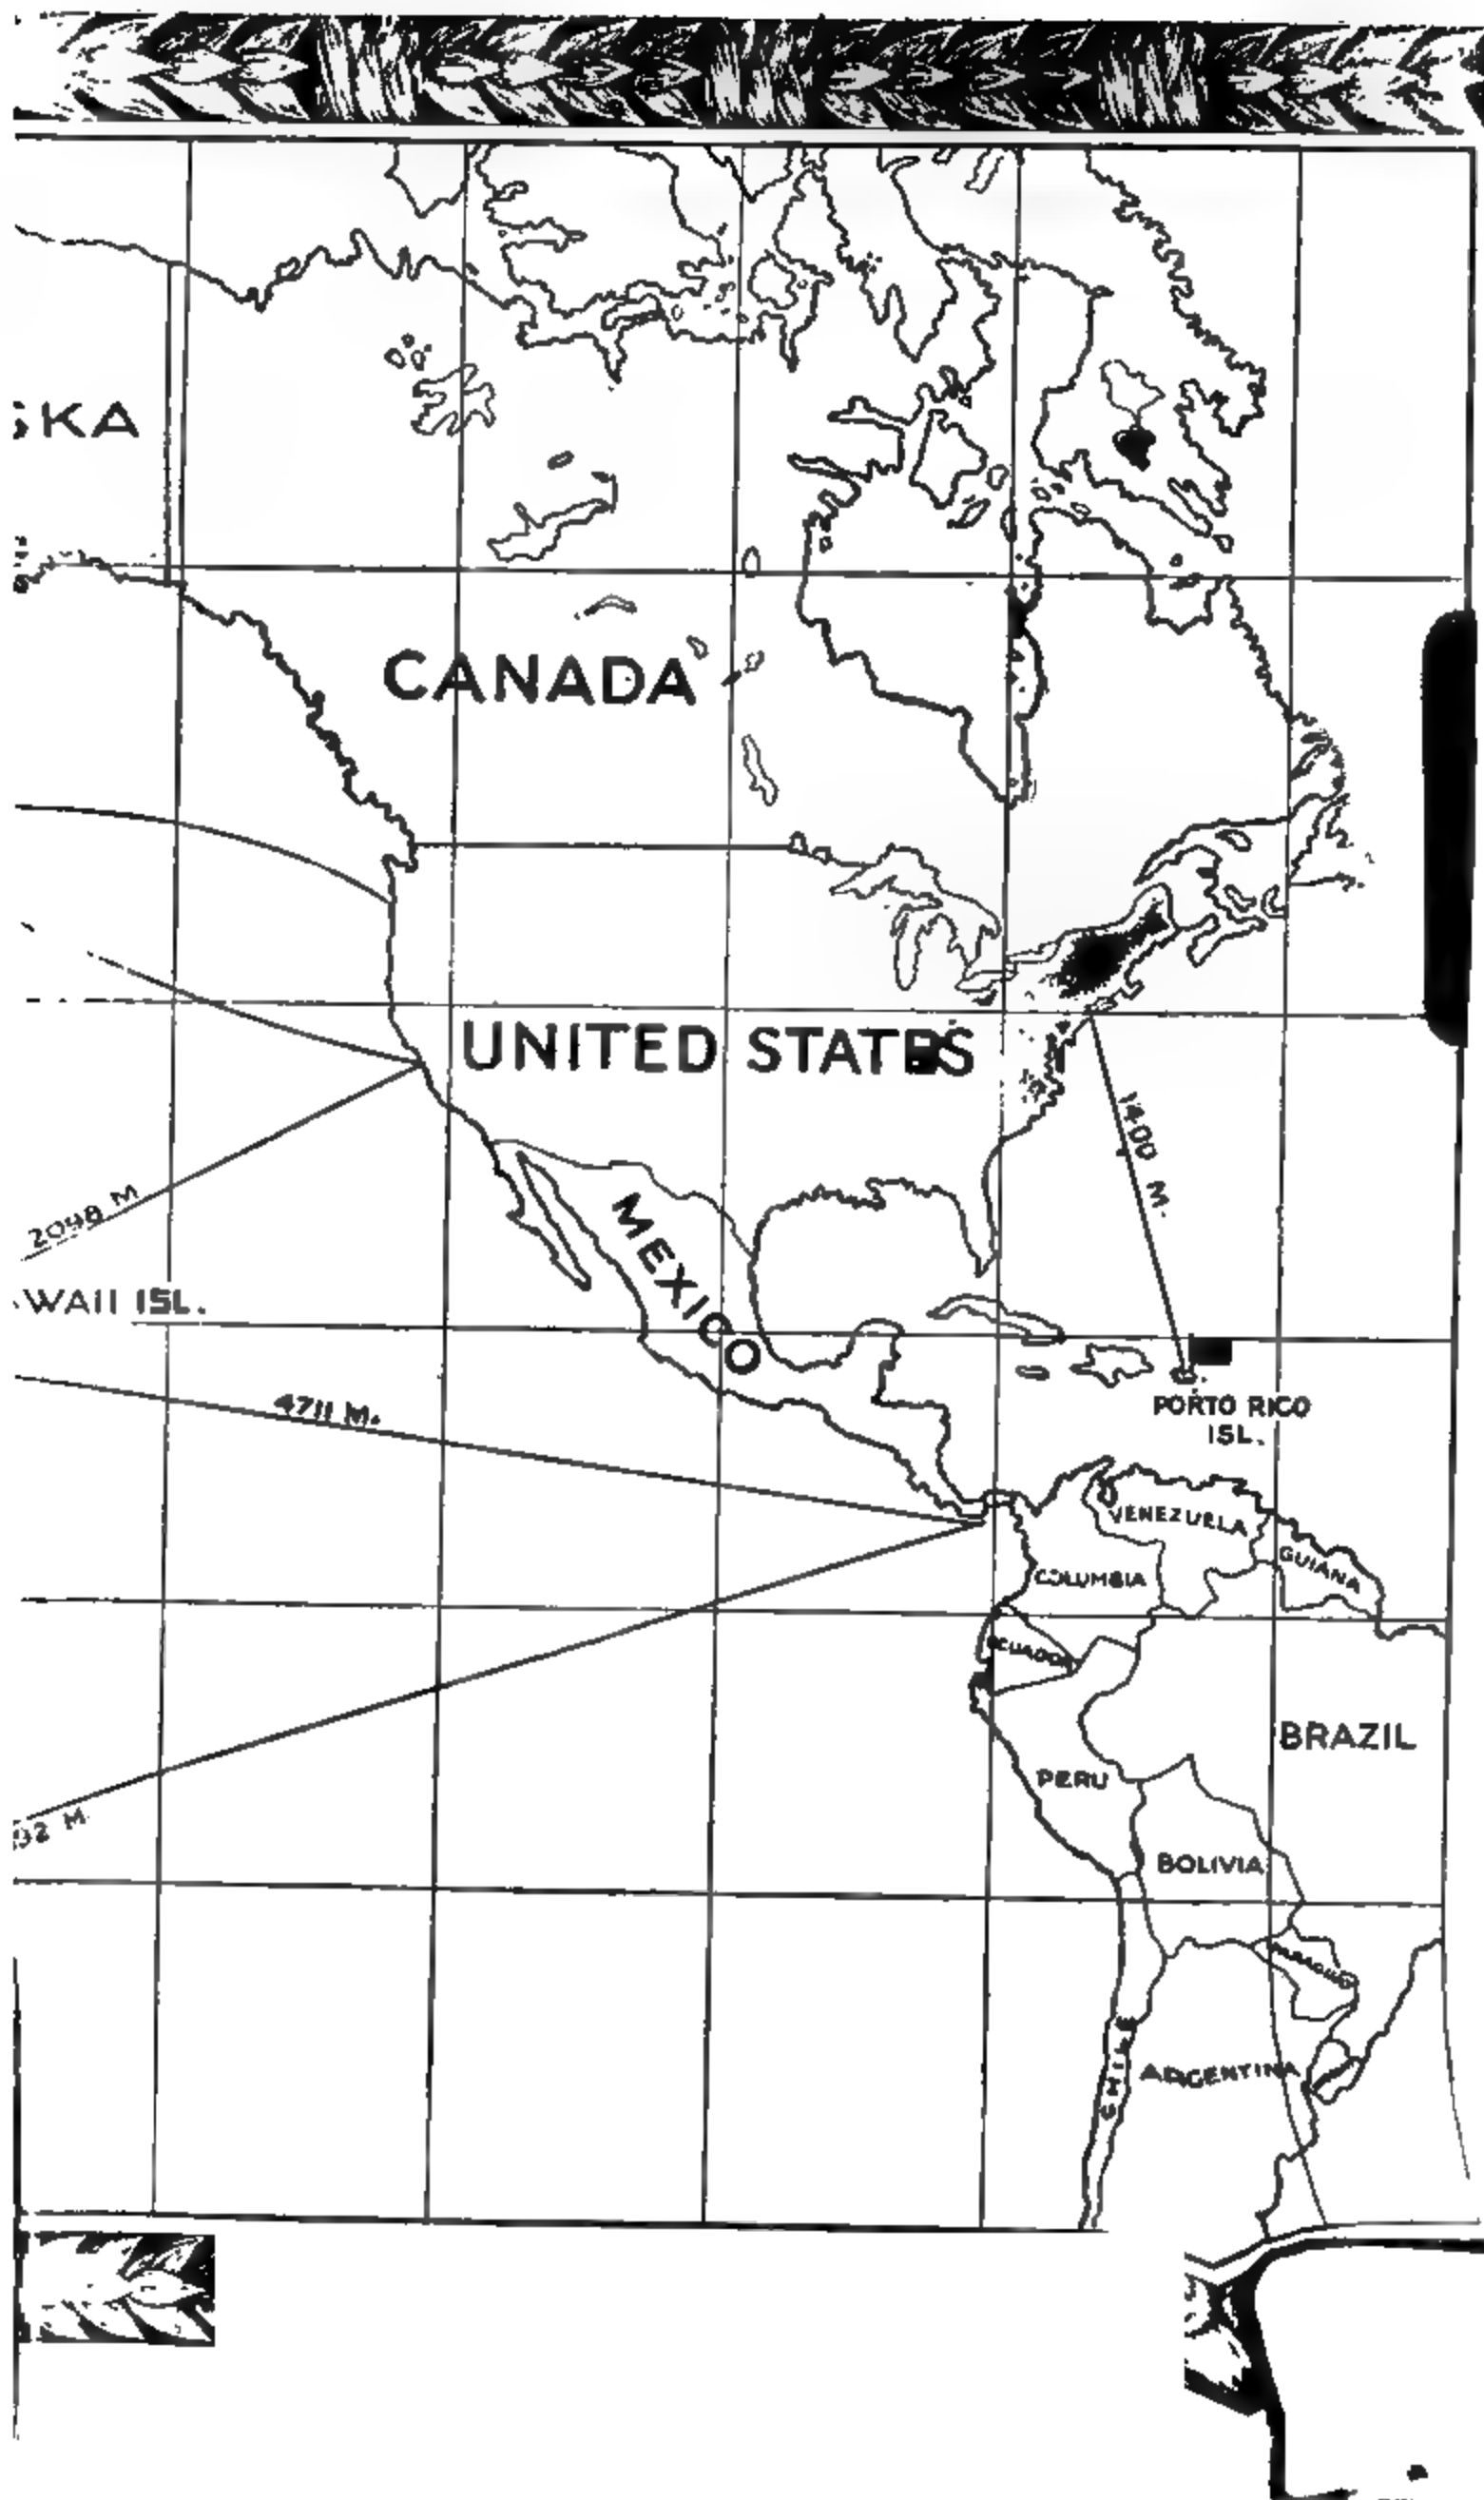 SKA
CANADA
UNITED STATES
1400 M.
2098 M
MEXICO
WAII ISL.
PORTO RICO
ISL.
4711 M.
VENEZUELA
GUIANA
COLUMBIA
ECUADOR
BRAZIL
PERU
92 M
BOLIVIA
CHILE
ARGENTINA